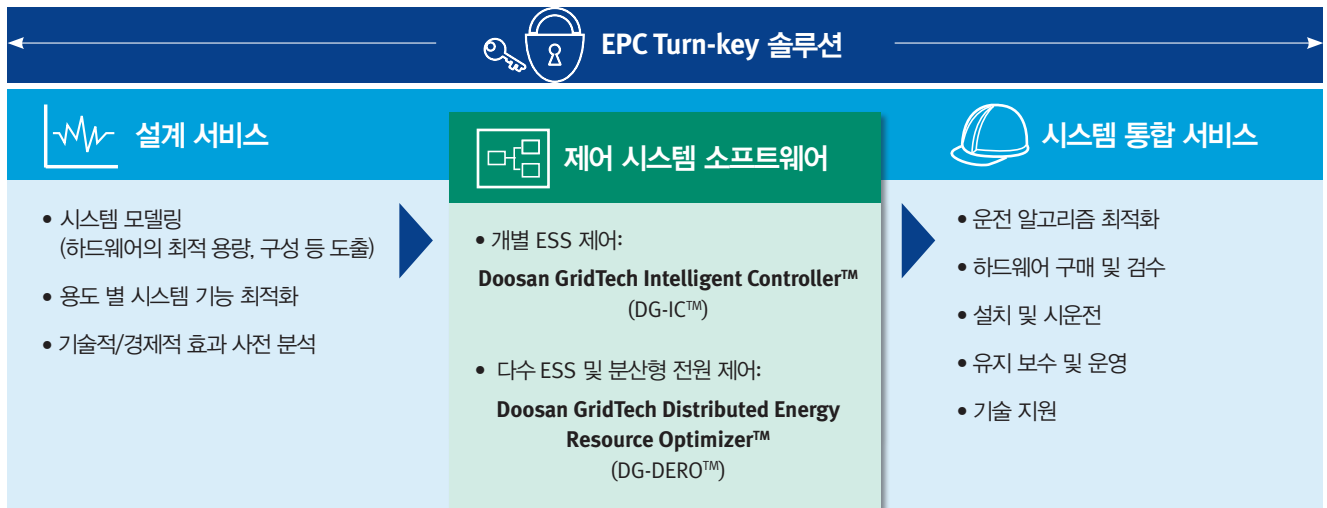 EPC Turn-key 솔루션
설계 서비스
• 시스템 모델링
(하드웨어의 최적 용량, 구성 등 도출)
• 용도 별 시스템 기능 최적화
• 기술적/경제적 효과 사전 분석
제어 시스템 소프트웨어
• 개별 ESS 제어:
Doosan GridTech Intelligent Controller™
(DG-IC™)
• 다수 ESS 및 분산형 전원 제어:
Doosan GridTech Distributed Energy
Resource Optimizer™
(DG-DERO™)
시스템 통합 서비스
• 운전 알고리즘 최적화
• 하드웨어 구매 및 검수
• 설치 및 시운전
• 유지 보수 및 운영
• 기술 지원